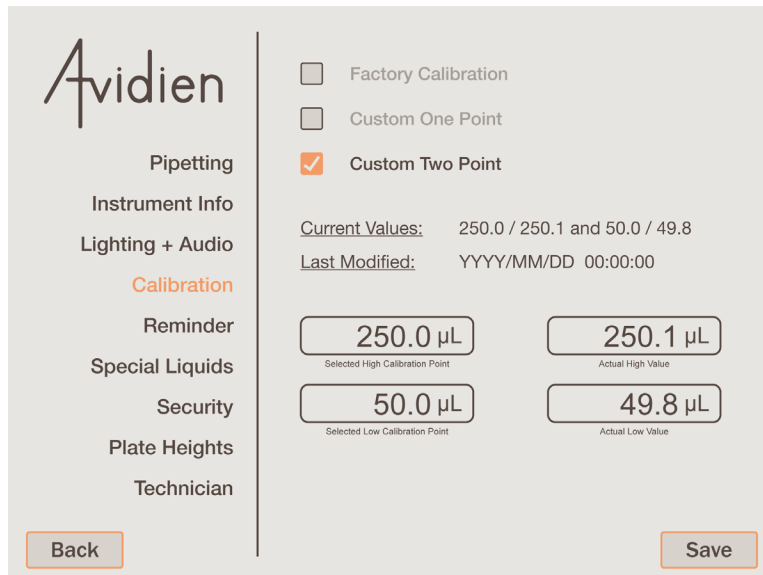 Avidien
Pipetting
Instrument Info
Lighting + Audio
Calibration
Reminder
Special Liquids
Security
Plate Heights
Technician
Back
Factory Calibration
Custom One Point
Custom Two Point
Current Values: 250.0 / 250.1 and 50.0 / 49.8
Last Modified: YYYY/MM/DD 00:00:00
250.0 µL 250.1 µL
Selected High Calibration Point Actual High Value
50.0 µL 49.8 µL
Selected Low Calibration Point Actual Low Value
Save